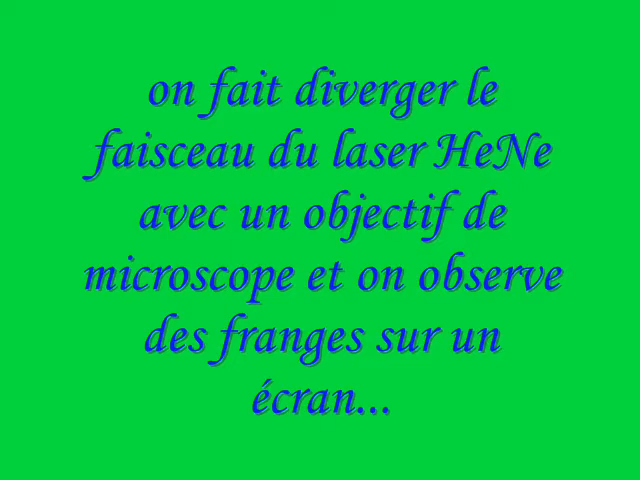 on fait diverger le
faisceau du laser HeNe
avec un objectif de
microscope et on observe
des franges sur un
écran...